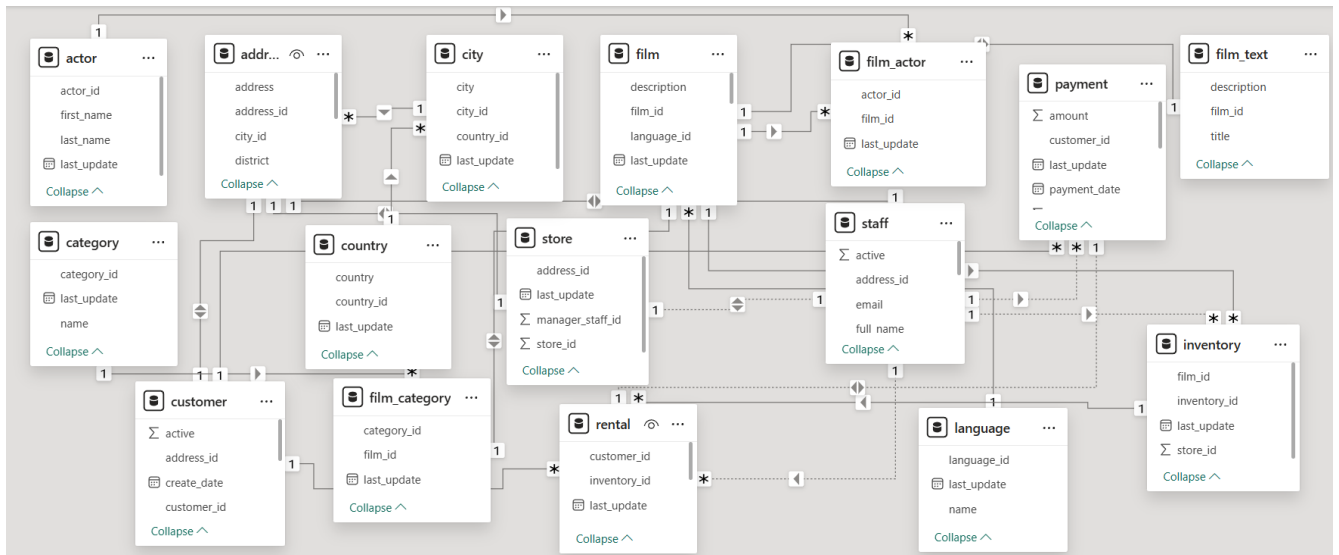 actor
actor_id
first_name
last_name
last_update
Collapse
addr...
address
address_id
city_id
district
Collapse
city
city
city_id
country_id
last_update
Collapse
film
description
film_id
language_id
last_update
Collapse
film_actor
actor_id
film_id
last_update
Collapse
payment
Σ amount
customer_id
last_update
payment_date
Collapse
film_text
description
film_id
title
Collapse
category
category_id
last_update
name
Collapse
country
country
country_id
last_update
Collapse
store
address_id
last_update
Σ manager_staff_id
Σ store_id
Collapse
staff
Σ active
address_id
email
full_name
Collapse
inventory
film_id
inventory_id
last_update
Σ store_id
Collapse
customer
Σ active
address_id
create_date
customer_id
Collapse
film_category
category_id
film_id
last_update
Collapse
rental
customer_id
inventory_id
last_update
Collapse
language
language_id
last_update
name
Collapse